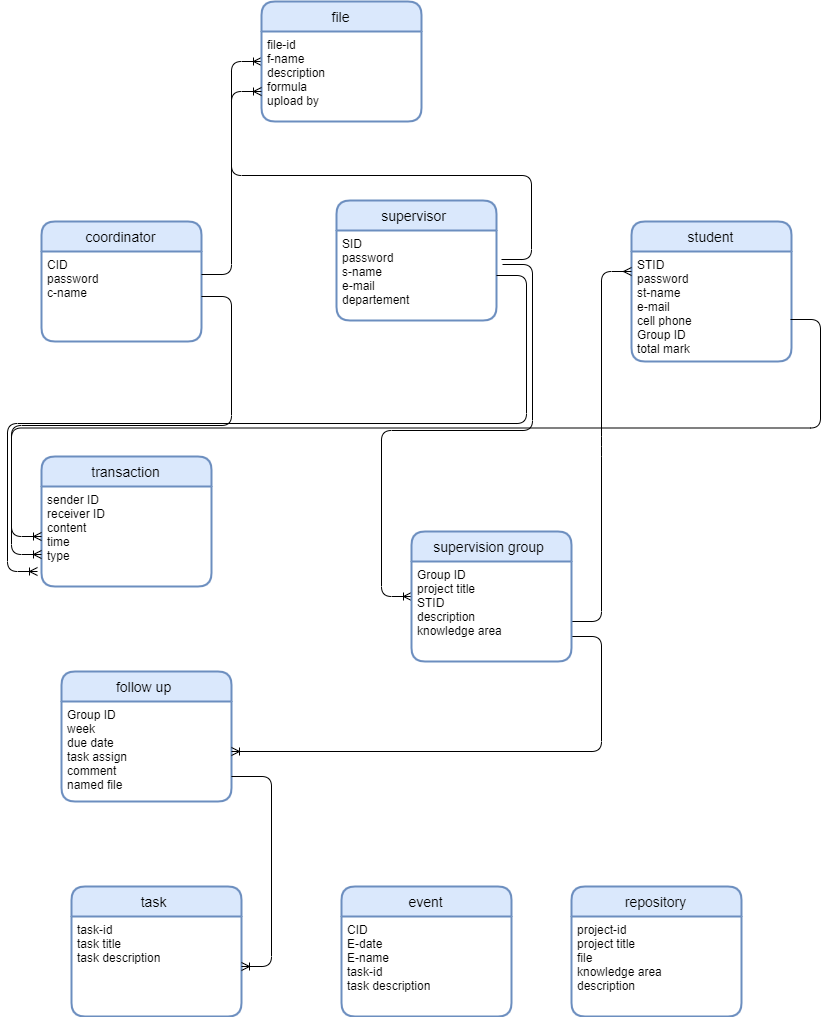 file
file-id
f-name
description
formula
upload by
coordinator
CID
password
c-name
supervisor
SID
password
s-name
e-mail
departement
student
STID
password
st-name
e-mail
cell phone
Group ID
total mark
transaction
sender ID
receiver ID
content
time
type
supervision group
Group ID
project title
STID
description
knowledge area
follow up
Group ID
week
due date
task assign
comment
named file
task
task-id
task title
task description
event
CID
E-date
E-name
task-id
task description
repository
project-id
project title
file
knowledge area
description